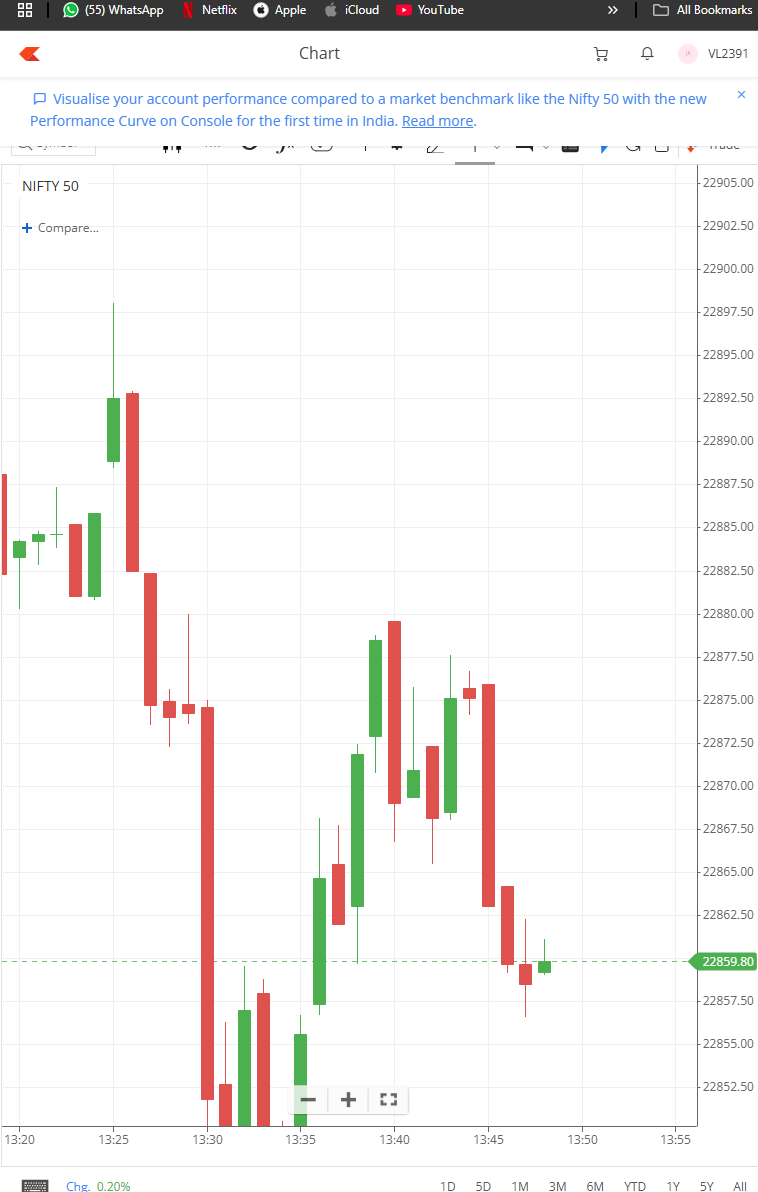 (55) WhatsApp Netflix Apple iCloud YouTube » All Bookmarks
Chart VL2391
Visualise your account performance compared to a market benchmark like the Nifty 50 with the new
Performance Curve on Console for the first time in India. Read more.
NIFTY 50
+ Compare...
22905.00
22902.50
22900.00
22897.50
22895.00
22892.50
22890.00
22887.50
22885.00
22882.50
22880.00
22877.50
22875.00
22872.50
22870.00
22867.50
22865.00
22862.50
22859.80
22857.50
22855.00
22852.50
13:20 13:25 13:30 13:35 13:40 13:45 13:50 13:55
Chg. 0.20% 1D 5D 1M 3M 6M YTD 1Y 5Y All